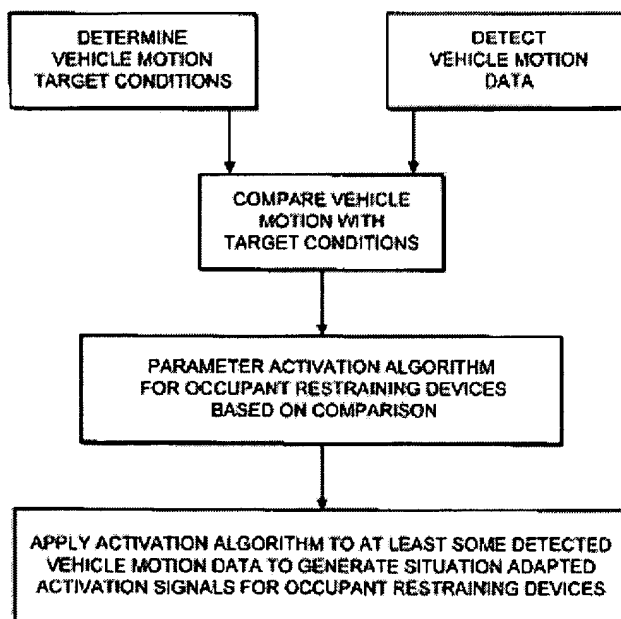 DETERMINE
VEHICLE MOTION
TARGET CONDITIONS
DETECT
VEHICLE MOTION
DATA
COMPARE VEHICLE
MOTION WITH
TARGET CONDITIONS
PARAMETER ACTIVATION ALGORITHM
FOR OCCUPANT RESTRAINING DEVICES
BASED ON COMPARISON
APPLY ACTIVATION ALGORITHM TO AT LEAST SOME DETECTED
VEHICLE MOTION DATA TO GENERATE SITUATION ADAPTED
ACTIVATION SIGNALS FOR OCCUPANT RESTRAINING DEVICES